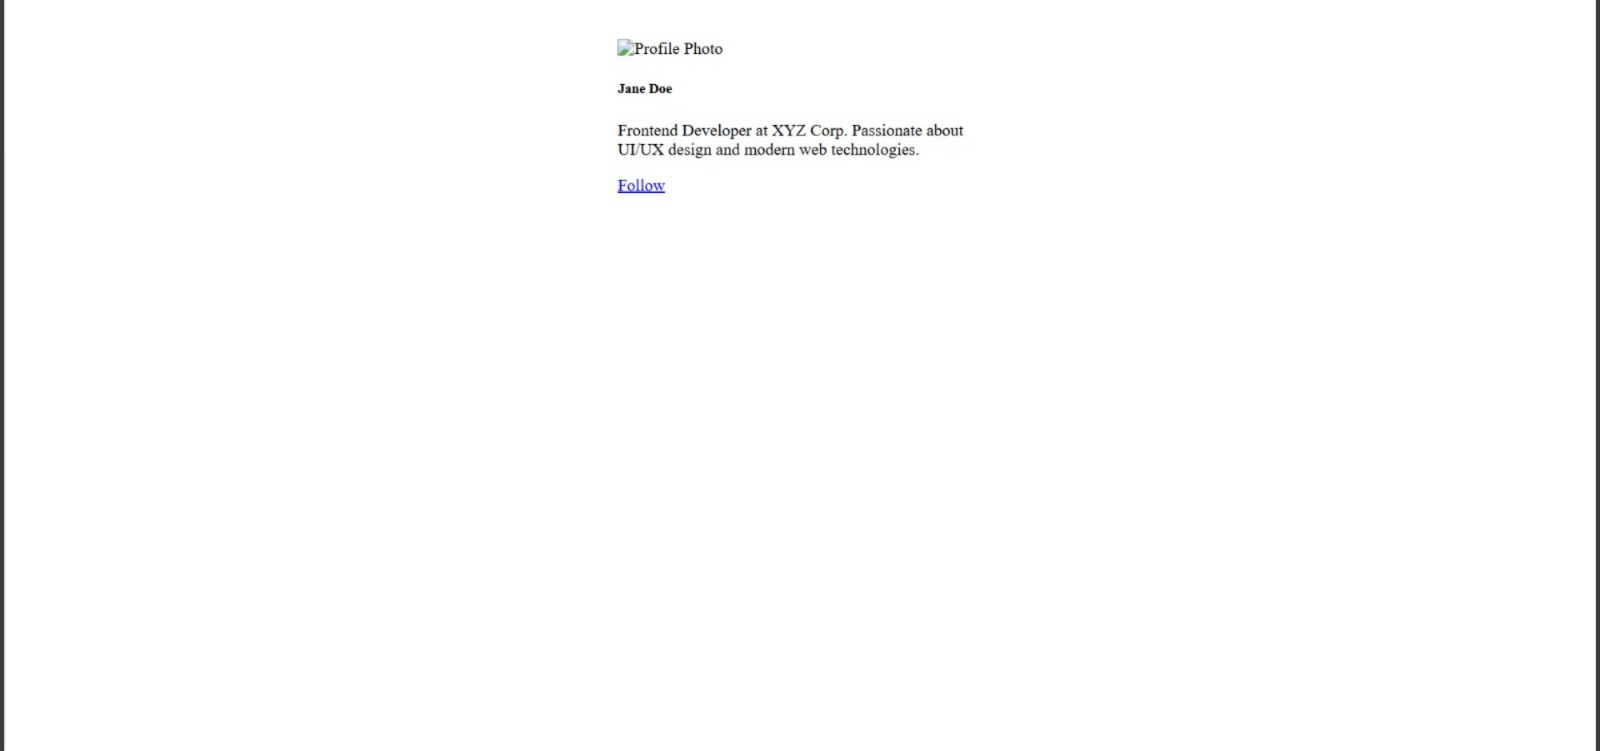 Profile Photo
Jane Doe
Frontend Developer at XYZ Corp. Passionate about
UI/UX design and modern web technologies.
Follow